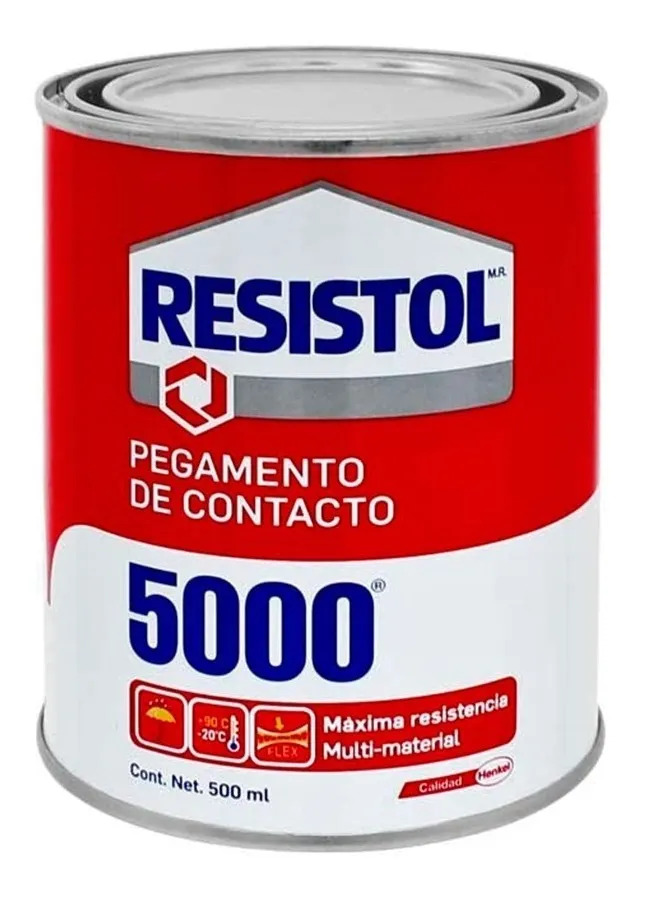 RESISTOL M.R.
PEGAMENTO
DE CONTACTO
5000®
+90 C
-20°C
FLEX
Máxima resistencia
Multi-material
Cont. Net. 500 ml
Calidad Henkel